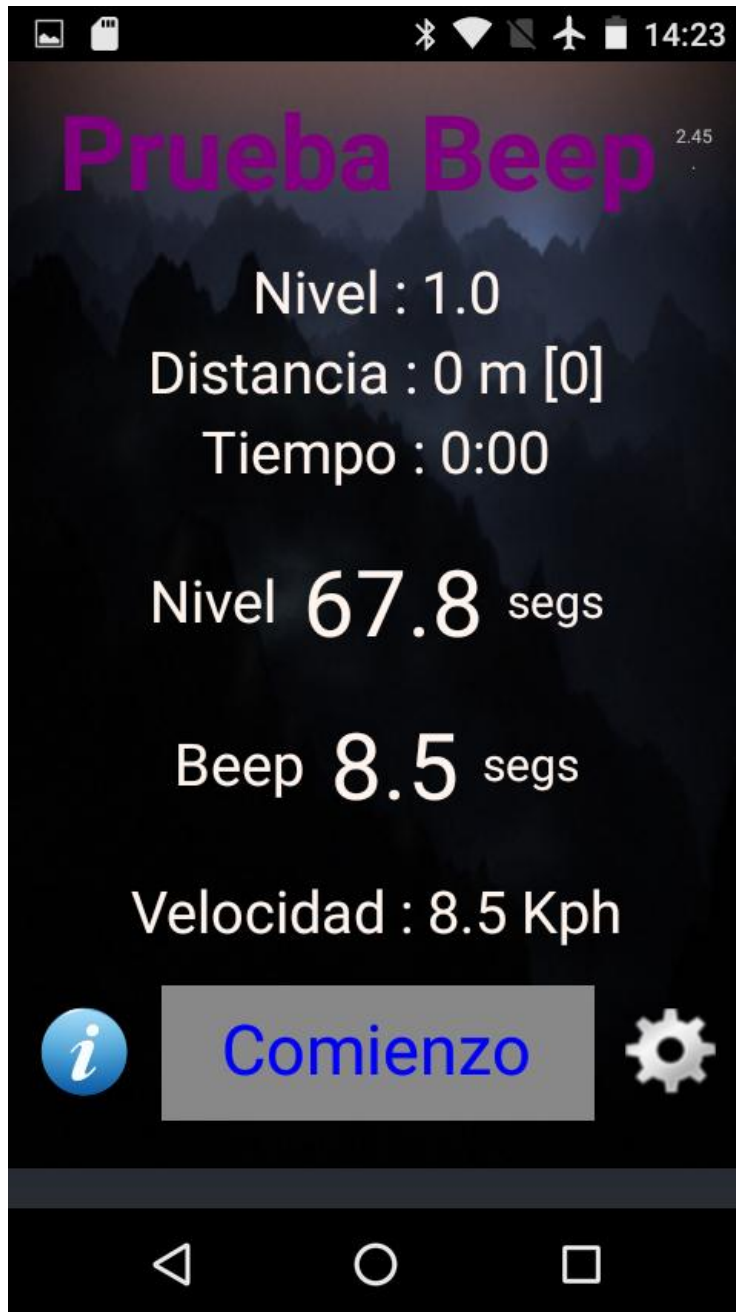 14:23
Prueba Beep
2.45
.
Nivel : 1.0
Distancia : 0 m [0]
Tiempo : 0:00
Nivel 67.8 segs
Beep 8.5 segs
Velocidad : 8.5 Kph
i Comienzo